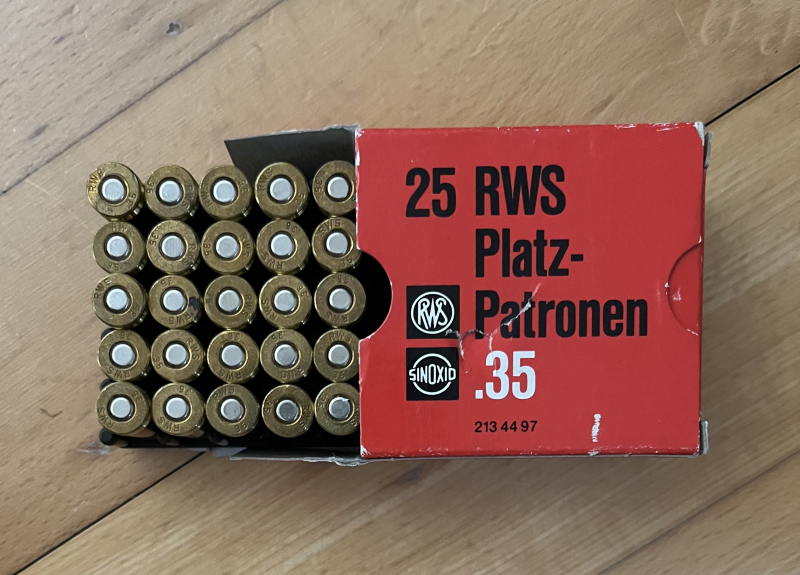 25 RWS
Platz-
Patronen
.35
RWS
SINOXID
213 44 97